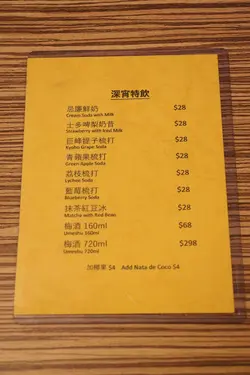 深宵特飲
忌廉鮮奶 $28
Cream Soda with Milk
士多啤梨奶昔 $28
Strawberry with Iced Milk
巨峰提子梳打 $28
Kyoho Grape Soda
青蘋果梳打 $28
Green Apple Soda
荔枝梳打 $28
Lychee Soda
藍莓梳打 $28
Blueberry Soda
抹茶紅豆冰 $28
Matcha with Red Bean
梅酒 160ml $68
Umeshu 160ml
梅酒 720ml $298
Umeshu 720ml
加椰果 $4 Add Nata de Coco $4